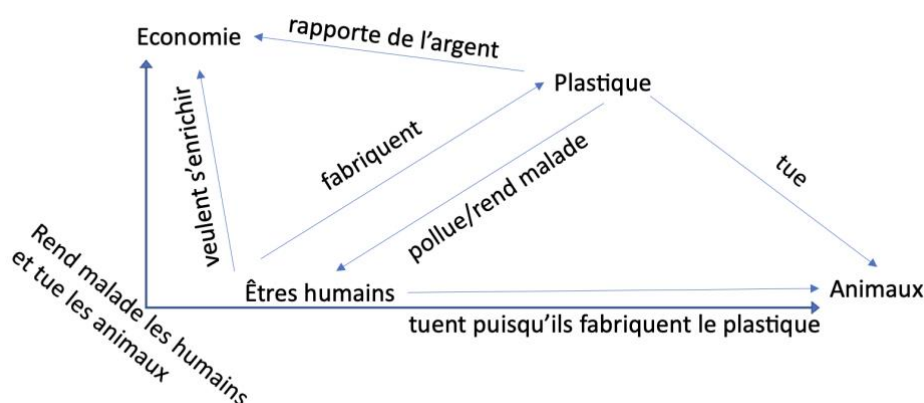 Economie
rapporte de l’argent
Plastique
veulent s’enrichir
fabriquent
pollue/rend malade
tue
Rend malade les humains
et tue les animaux
Êtres humains
Animaux
tuent puisqu’ils fabriquent le plastique